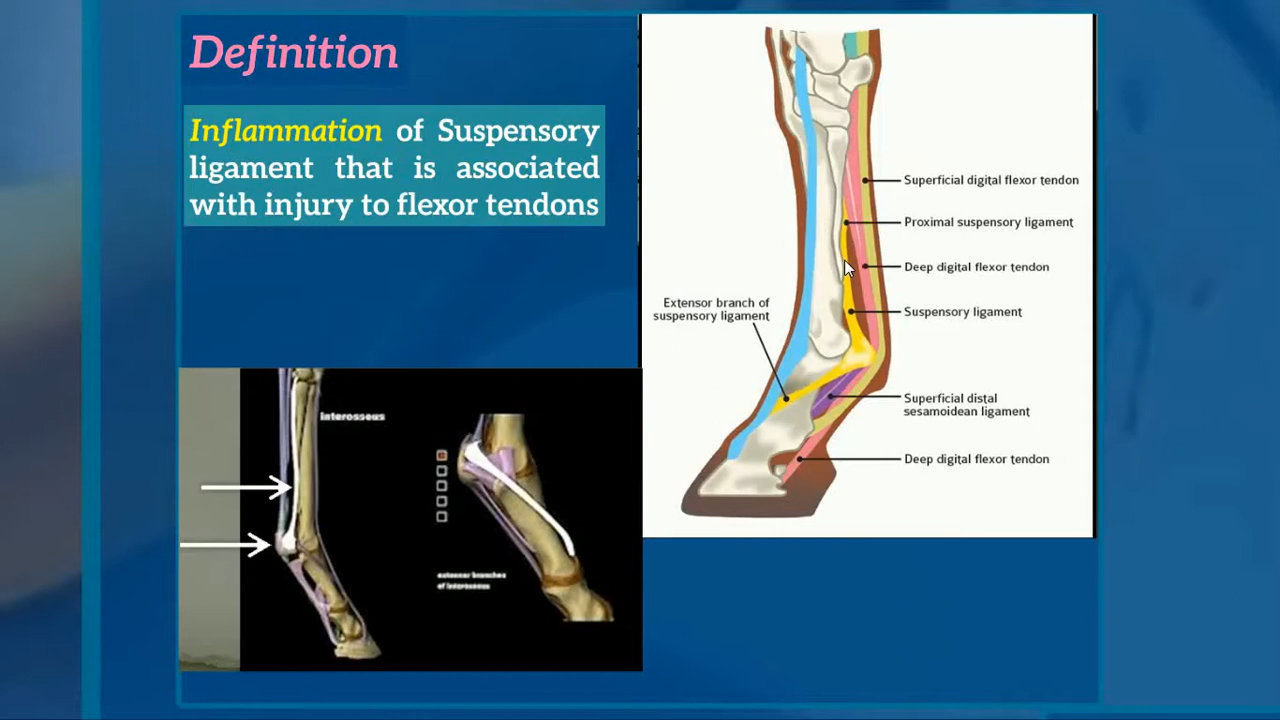 Definition
Inflammation of Suspensory
ligament that is associated
with injury to flexor tendons
Superficial digital flexor tendon
Proximal suspensory ligament
Deep digital flexor tendon
Extensor branch of
suspensory ligament
Suspensory ligament
Superficial distal
sesamoidean ligament
Deep digital flexor tendon
interosseus
extensor branches
of interosseus